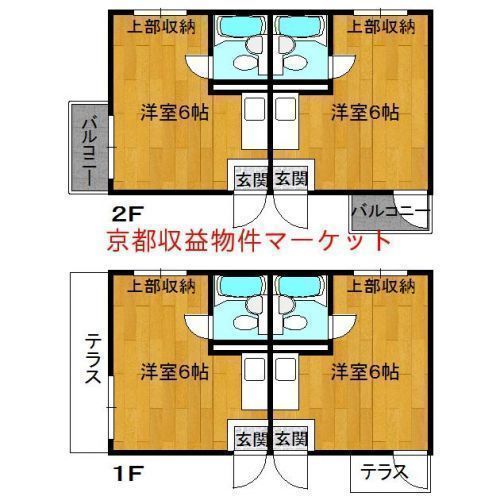 上部収納
上部収納
洋室6帖
洋室6帖
バルコニー
玄関
玄関
バルコニー
2F
京都収益物件マーケット
上部収納
上部収納
テラス
洋室6帖
洋室6帖
玄関
玄関
1F
テラス